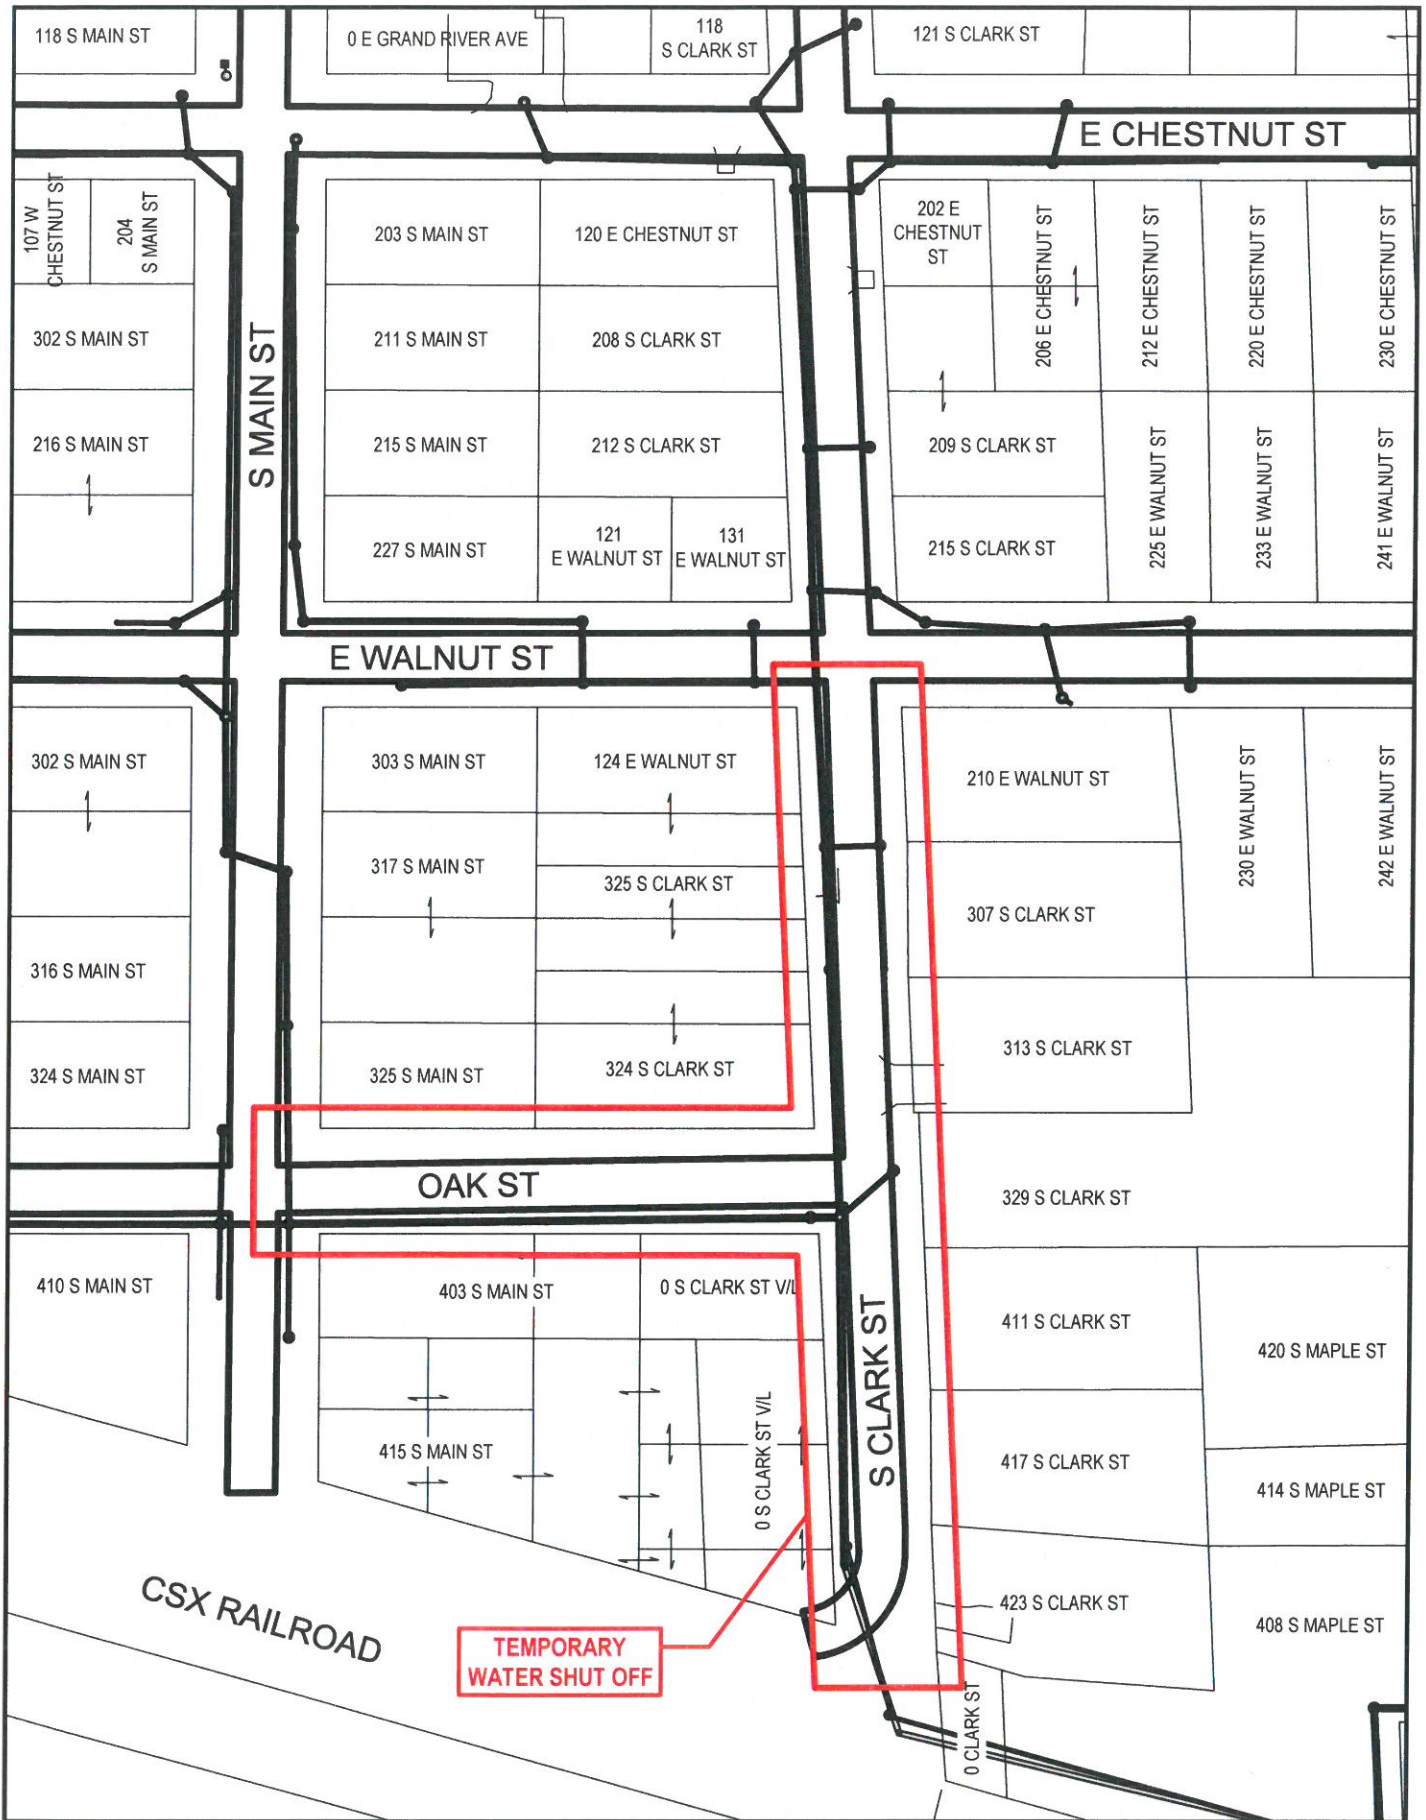 118 S MAIN ST
0 E GRAND RIVER AVE
118
S CLARK ST
121 S CLARK ST
E CHESTNUT ST
107 W
CHESTNUT ST
204
S MAIN ST
203 S MAIN ST
120 E CHESTNUT ST
202 E
CHESTNUT
ST
206 E CHESTNUT ST
212 E CHESTNUT ST
220 E CHESTNUT ST
230 E CHESTNUT ST
302 S MAIN ST
S MAIN ST
211 S MAIN ST
208 S CLARK ST
216 S MAIN ST
215 S MAIN ST
212 S CLARK ST
209 S CLARK ST
225 E WALNUT ST
233 E WALNUT ST
241 E WALNUT ST
227 S MAIN ST
121
E WALNUT ST
131
E WALNUT ST
215 S CLARK ST
E WALNUT ST
302 S MAIN ST
303 S MAIN ST
124 E WALNUT ST
210 E WALNUT ST
230 E WALNUT ST
242 E WALNUT ST
317 S MAIN ST
325 S CLARK ST
307 S CLARK ST
316 S MAIN ST
313 S CLARK ST
324 S MAIN ST
325 S MAIN ST
324 S CLARK ST
OAK ST
329 S CLARK ST
410 S MAIN ST
403 S MAIN ST
0 S CLARK ST V/L
S CLARK ST
411 S CLARK ST
420 S MAPLE ST
415 S MAIN ST
0 S CLARK ST V/L
417 S CLARK ST
414 S MAPLE ST
CSX RAILROAD
423 S CLARK ST
408 S MAPLE ST
TEMPORARY
WATER SHUT OFF
0 CLARK ST